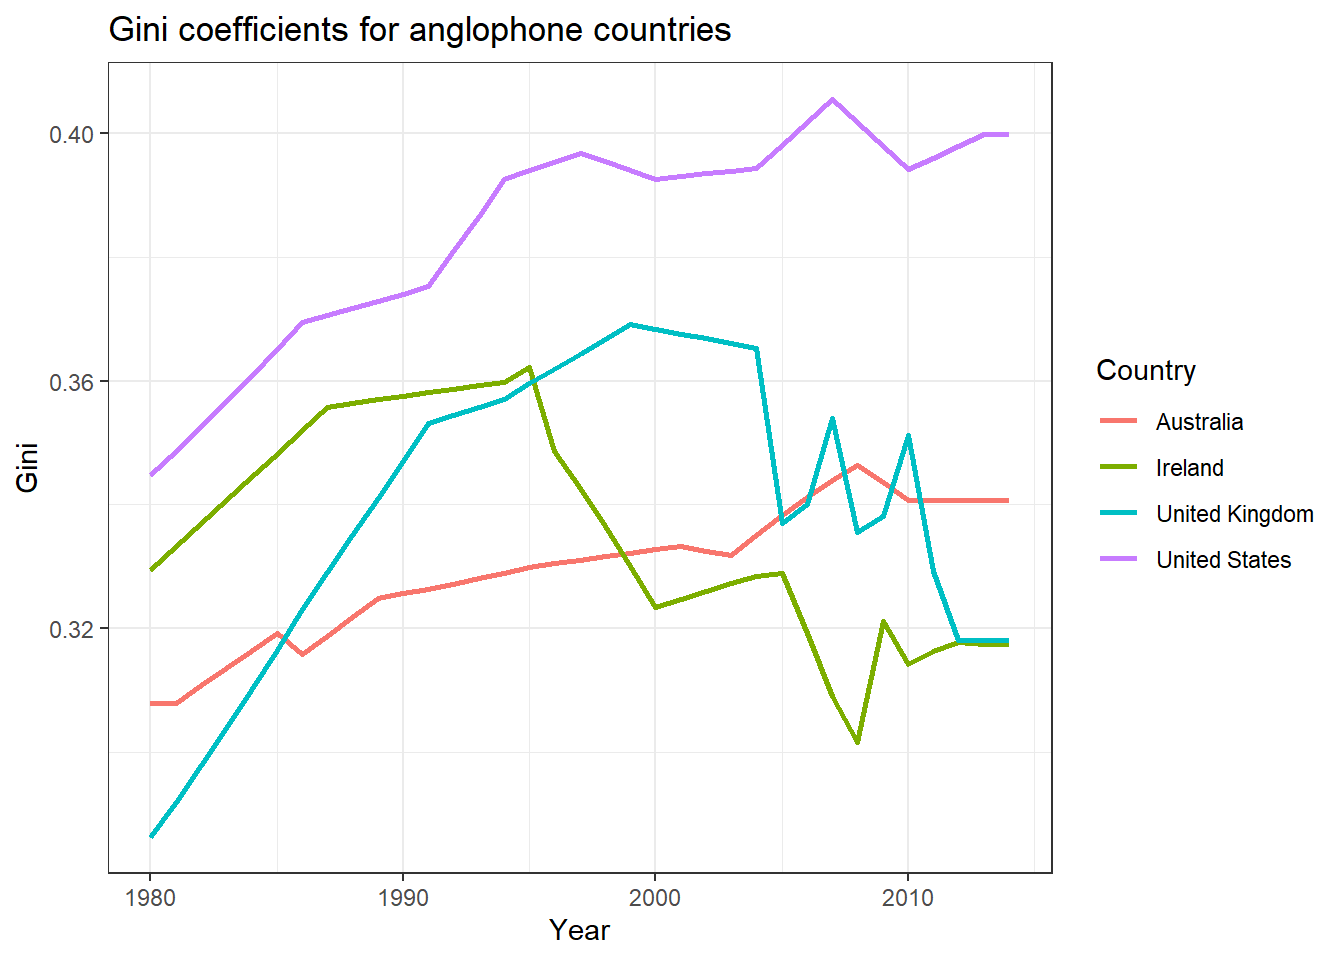 Gini coefficients for anglophone countries
0.40
0.36
0.32
Gini
1980
1990
2000
2010
Year
Country
Australia
Ireland
United Kingdom
United States